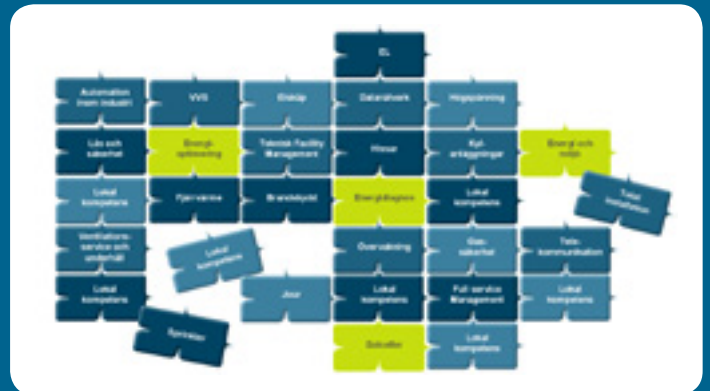 EL
Automation
inom industri
VVS
Elskåp
Datanätverk
Högspänning
Lås och
säkerhet
Energi-
optimering
Teknisk Facility
Management
Hissar
Kyl-
anläggningar
Energi och
miljö
Lokal
kompetens
Fjärrvärme
Brandskydd
Lokal
kompetens
Total
installation
Ventilations-
service och
underhåll
Lokal
kompetens
Övervakning
Gas-
säkerhet
Tele-
kommunikation
Lokal
kompetens
Jour
Lokal
kompetens
Full service
Management
Lokal
kompetens
Sprinkler
Solceller
Lokal
kompetens